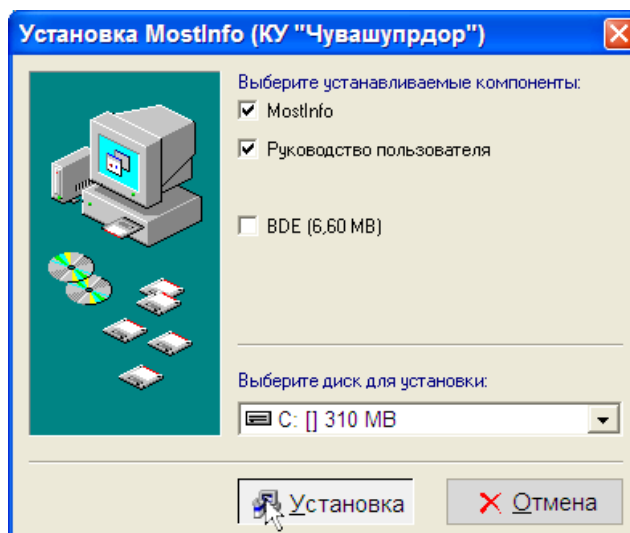 Установка MostInfo (КУ "Чувашупрдор")
Выберите устанавливаемые компоненты:
MostInfo
Руководство пользователя
BDE (6,60 MB)
Выберите диск для установки:
C: [] 310 MB
Установка
Отмена